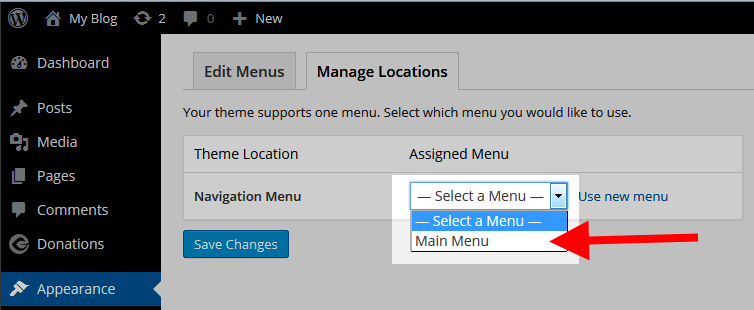 My Blog 2 0 New
Dashboard
Posts
Media
Pages
Comments
Donations
Appearance
Edit Menus Manage Locations
Your theme supports one menu. Select which menu you would like to use.
Theme Location Assigned Menu
Navigation Menu — Select a Menu — Use new menu
— Select a Menu —
Main Menu
Save Changes